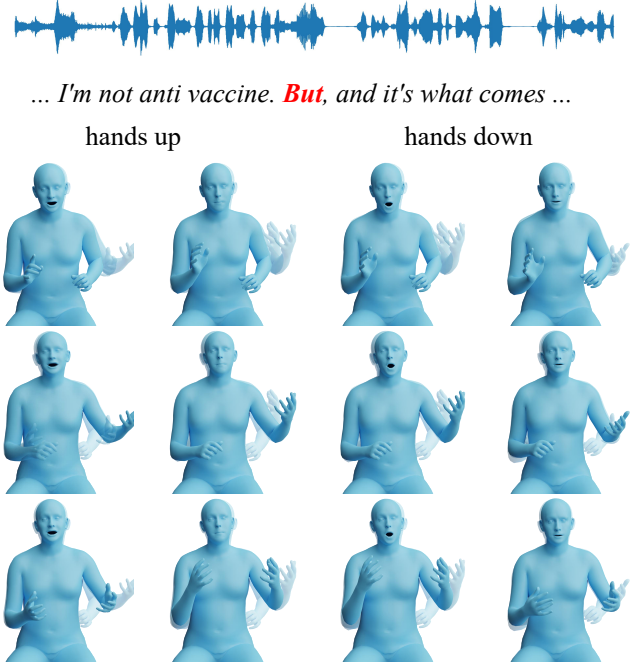 ... I'm not anti vaccine. But, and it's what comes ...
hands up hands down